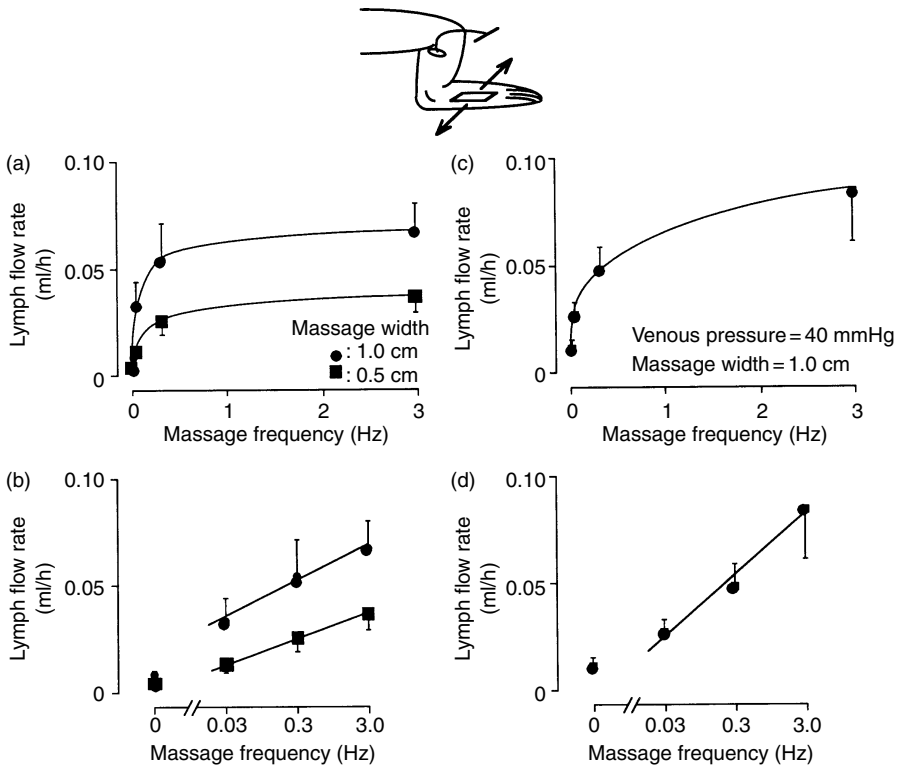 (a)
0.10
0.05
0
Lymph flow rate
(ml/h)
Massage width
: 1.0 cm
: 0.5 cm
0 1 2 3
Massage frequency (Hz)
(c)
0.10
0.05
0
Lymph flow rate
(ml/h)
Venous pressure = 40 mmHg
Massage width = 1.0 cm
0 1 2 3
Massage frequency (Hz)
(b)
0.10
0.05
0
Lymph flow rate
(ml/h)
0 0.03 0.3 3.0
Massage frequency (Hz)
(d)
0.10
0.05
0
Lymph flow rate
(ml/h)
0 0.03 0.3 3.0
Massage frequency (Hz)